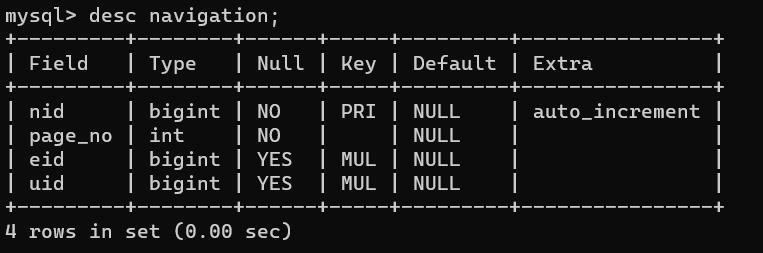 mysql> desc navigation;
+---------+--------+------+-----+---------+----------------+
| Field   | Type   | Null | Key | Default | Extra          |
+---------+--------+------+-----+---------+----------------+
| nid     | bigint | NO   | PRI | NULL    | auto_increment |
| page_no | int    | NO   |     | NULL    |                |
| eid     | bigint | YES  | MUL | NULL    |                |
| uid     | bigint | YES  | MUL | NULL    |                |
+---------+--------+------+-----+---------+----------------+
4 rows in set (0.00 sec)